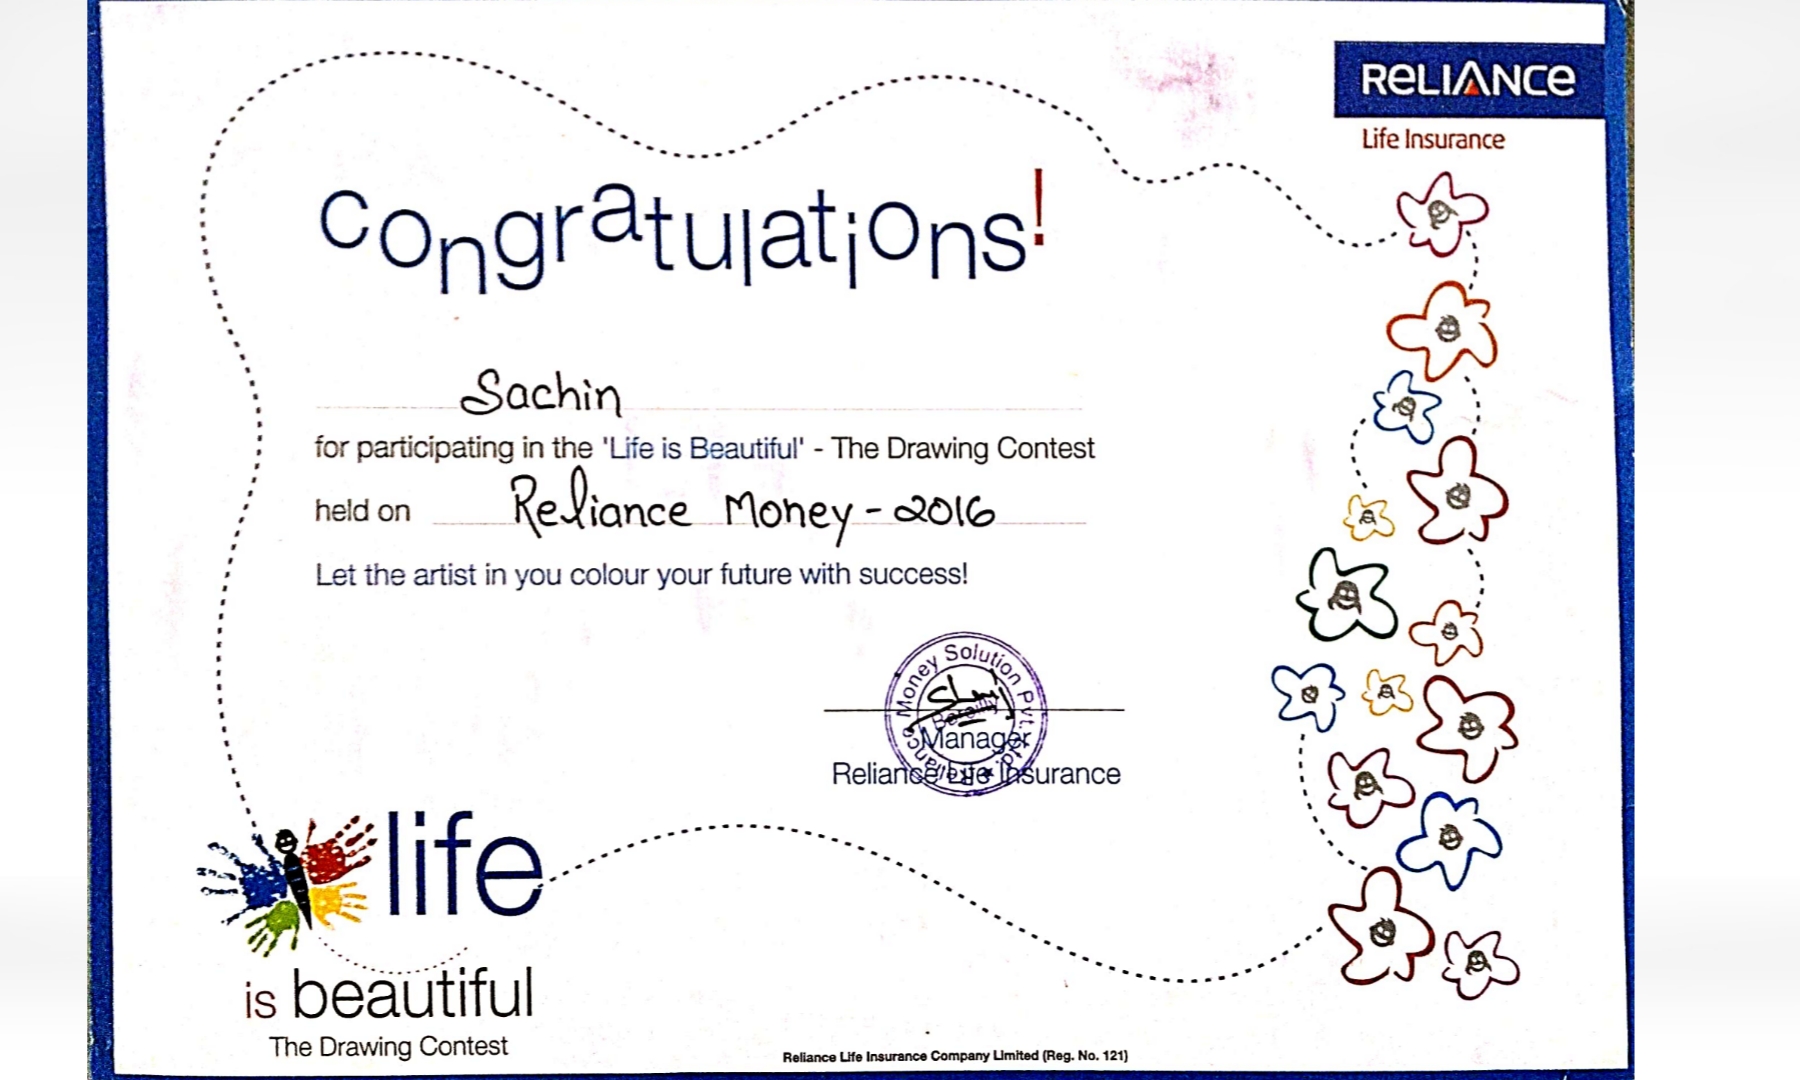 RELIANCE
Life Insurance
Congratulations!
Sachin
for participating in the 'Life is Beautiful' - The Drawing Contest
held on Reliance Money - 2016
Let the artist in you colour your future with success!
Reliance Money Solution Pvt. Ltd.
Bareilly
Manager
Reliance Life Insurance
life
is beautiful
The Drawing Contest
Reliance Life Insurance Company Limited (Reg. No. 121)